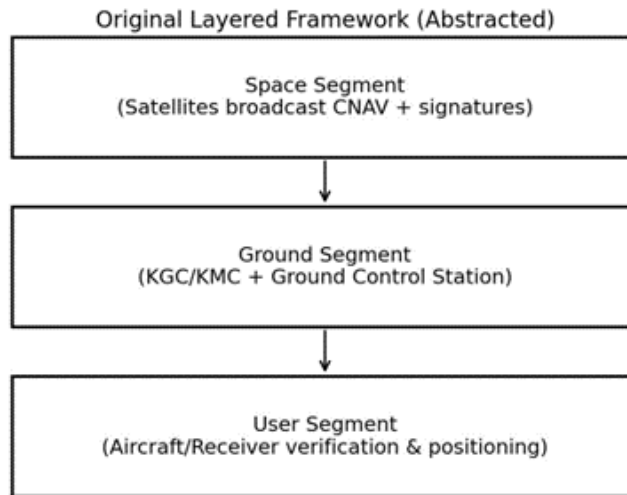 Original Layered Framework (Abstracted)
Space Segment
(Satellites broadcast CNAV + signatures)
Ground Segment
(KGC/KMC + Ground Control Station)
User Segment
(Aircraft/Receiver verification & positioning)